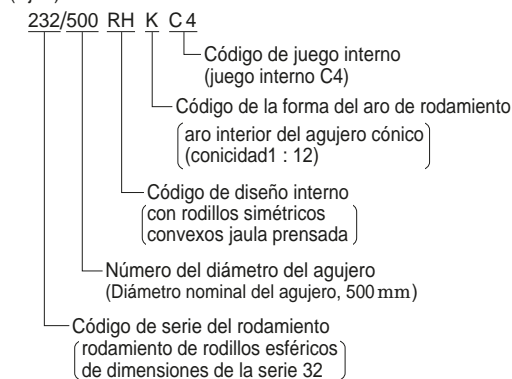 232/500 RH K C4
Código de juego interno
(juego interno C4)
Código de la forma del aro de rodamiento
aro interior del agujero cónico
(conicidad1 : 12)
Código de diseño interno
con rodillos simétricos
convexos jaula prensada
Número del diámetro del agujero
(Diámetro nominal del agujero, 500 mm)
Código de serie del rodamiento
rodamiento de rodillos esféricos
de dimensiones de la serie 32